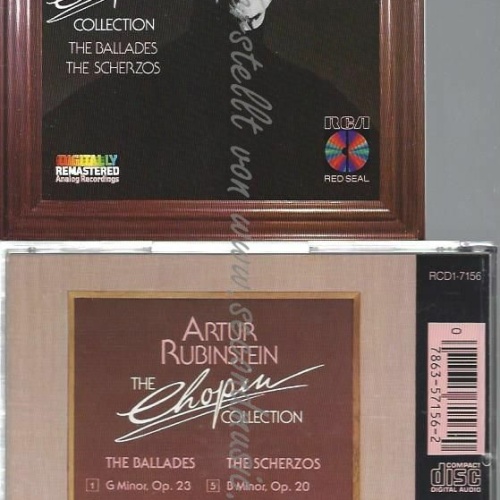 Chopin
COLLECTION
THE BALLADES
THE SCHERZOS
DIGITALLY
REMASTERED
Analog Recordings
RCA
RED SEAL
RCD1-7156
ARTUR
RUBINSTEIN
THE Chopin
COLLECTION
THE BALLADES THE SCHERZOS
1 G Minor, Op. 23 5 B Minor, Op. 20
0 7863-57156-2
COMPACT
disc
DIGITAL AUDIO